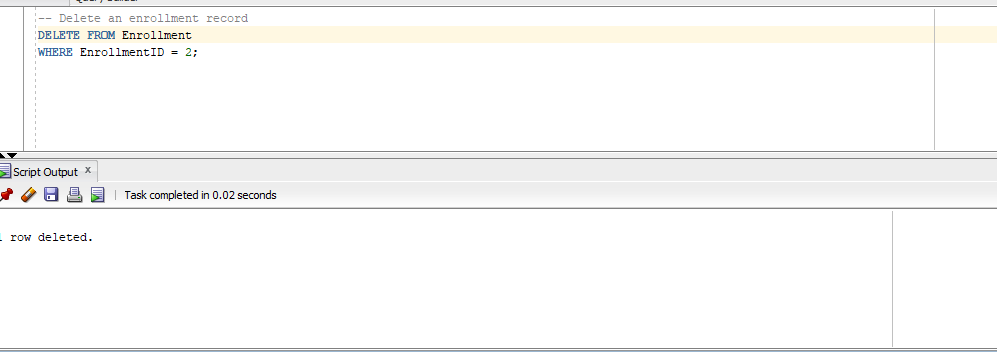 -- Delete an enrollment record
DELETE FROM Enrollment
WHERE EnrollmentID = 2;
Script Output x
Task completed in 0.02 seconds
1 row deleted.